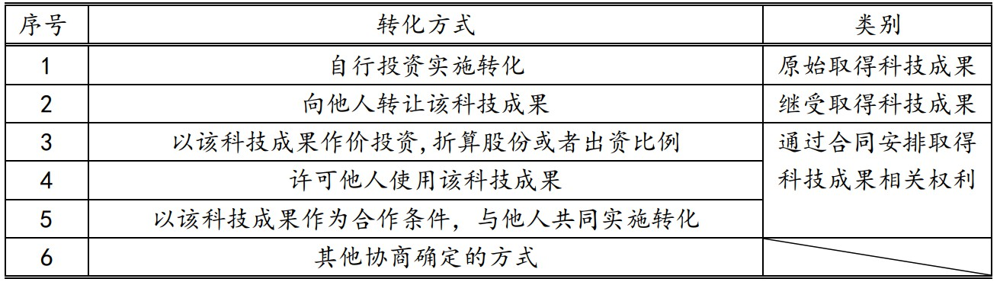 序号 转化方式 类别
1 自行投资实施转化 原始取得科技成果
2 向他人转让该科技成果 继受取得科技成果
3 以该科技成果作价投资,折算股份或者出资比例 通过合同安排取得
4 许可他人使用该科技成果 科技成果相关权利
5 以该科技成果作为合作条件，与他人共同实施转化
6 其他协商确定的方式